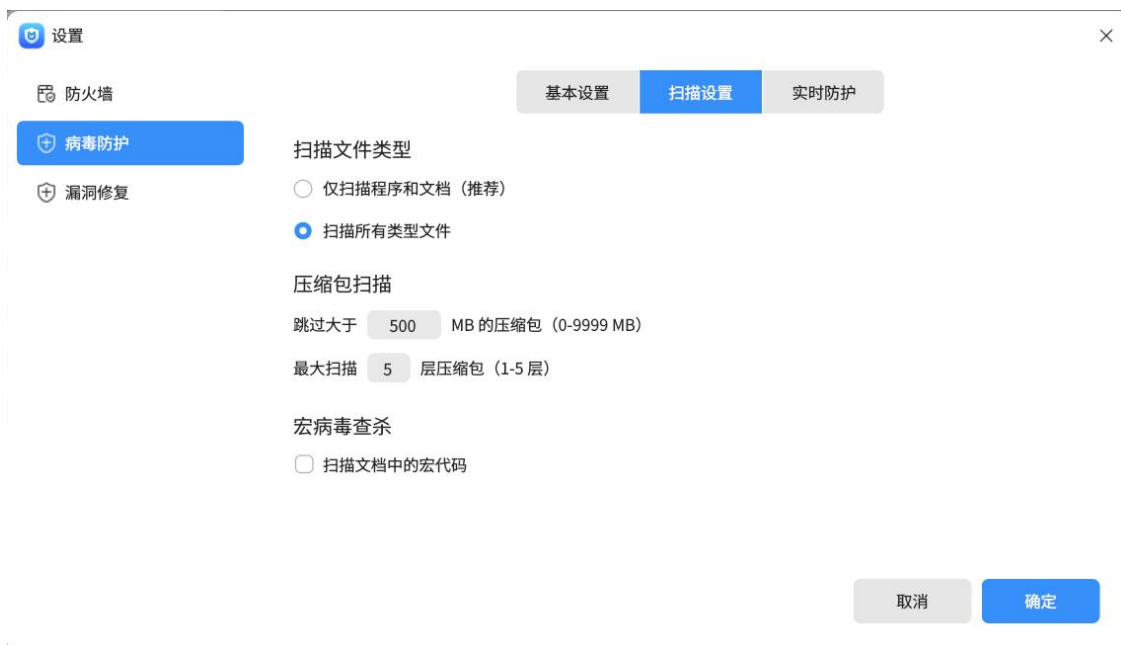 设置
防火墙
病毒防护
漏洞修复
基本设置 扫描设置 实时防护
扫描文件类型
仅扫描程序和文档（推荐）
扫描所有类型文件
压缩包扫描
跳过大于 500 MB 的压缩包（0-9999 MB）
最大扫描 5 层压缩包（1-5 层）
宏病毒查杀
扫描文档中的宏代码
取消 确定